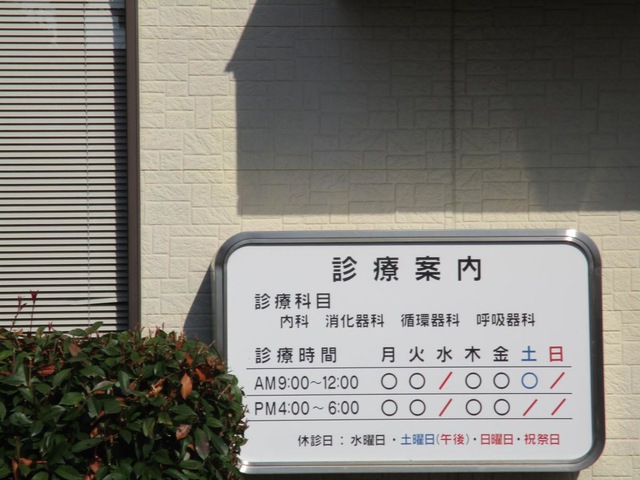 診療案内
診療科目
内科 消化器科 循環器科 呼吸器科
診療時間 月 火 水 木 金 土 日
AM9:00~12:00 ○ ○ / ○ ○ ○ /
PM4:00~6:00 ○ ○ / ○ ○ / /
休診日：水曜日・土曜日(午後)・日曜日・祝祭日